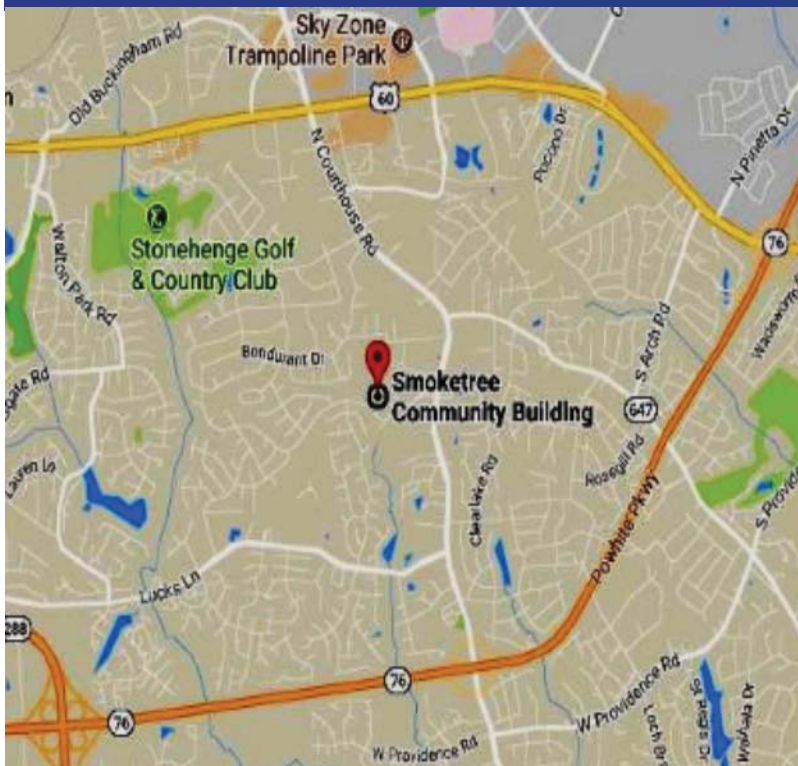 Sky Zone
Trampoline Park
Old Buckingham Rd
60
N Courthouse Rd
Pocono Dr
N Pinetta Dr
76
Stonehenge Golf
& Country Club
Walton Park Rd
Bondurant Dr
S Arch Rd
Smoketree
Community Building
647
Lauren Ln
Clearlake Rd
Rosegill Rd
Powhite Pkwy
Lucks Ln
288
76
76
W Providence Rd
W Providence Rd